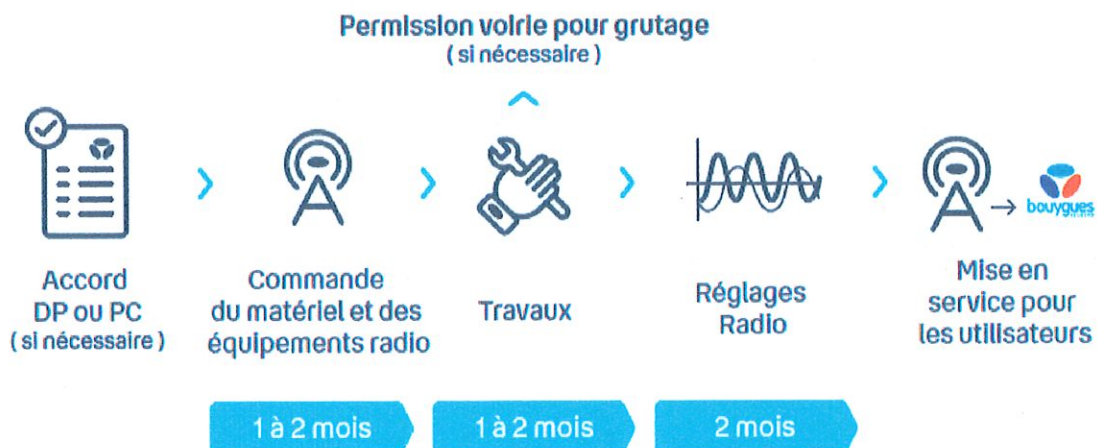 Permission voirie pour grutage
( si nécessaire )
Accord
DP ou PC
( si nécessaire )
Commande
du matériel et des
équipements radio
Travaux
Réglages
Radio
bouygues
Mise en
service pour
les utilisateurs
1 à 2 mois
1 à 2 mois
2 mois